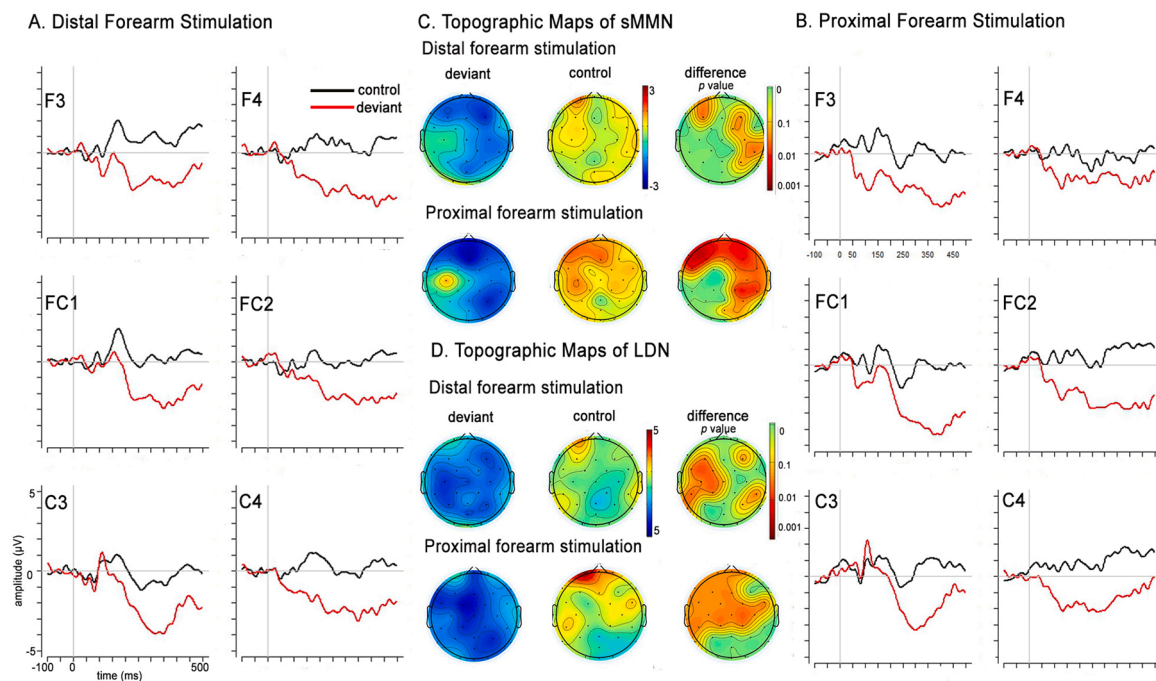 A. Distal Forearm Stimulation
F3
F4
control
deviant
FC1
FC2
C3
C4
5
0
-5
amplitude (µV)
-100
0
500
time (ms)
C. Topographic Maps of sMMN
Distal forearm stimulation
deviant
control
difference
p value
3
-3
0
0.1
0.01
0.001
Proximal forearm stimulation
D. Topographic Maps of LDN
Distal forearm stimulation
deviant
control
difference
p value
5
5
0
0.1
0.01
0.001
Proximal forearm stimulation
B. Proximal Forearm Stimulation
F3
F4
-100
0
50
150
300
450
FC1
FC2
C3
C4